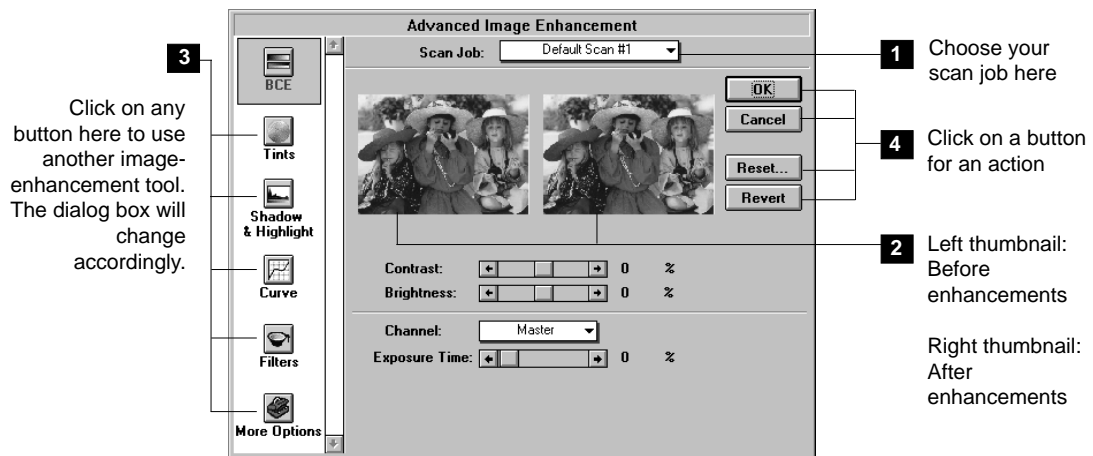 Advanced Image Enhancement
Scan Job: Default Scan #1
BCE
Tints
Shadow
& Highlight
Curve
Filters
More Options
OK
Cancel
Reset...
Revert
Contrast: 0 %
Brightness: 0 %
Channel: Master
Exposure Time: 0 %
1 Choose your
scan job here
2 Left thumbnail:
Before
enhancements
Right thumbnail:
After
enhancements
3
Click on any
button here to use
another image-
enhancement tool.
The dialog box will
change
accordingly.
4 Click on a button
for an action